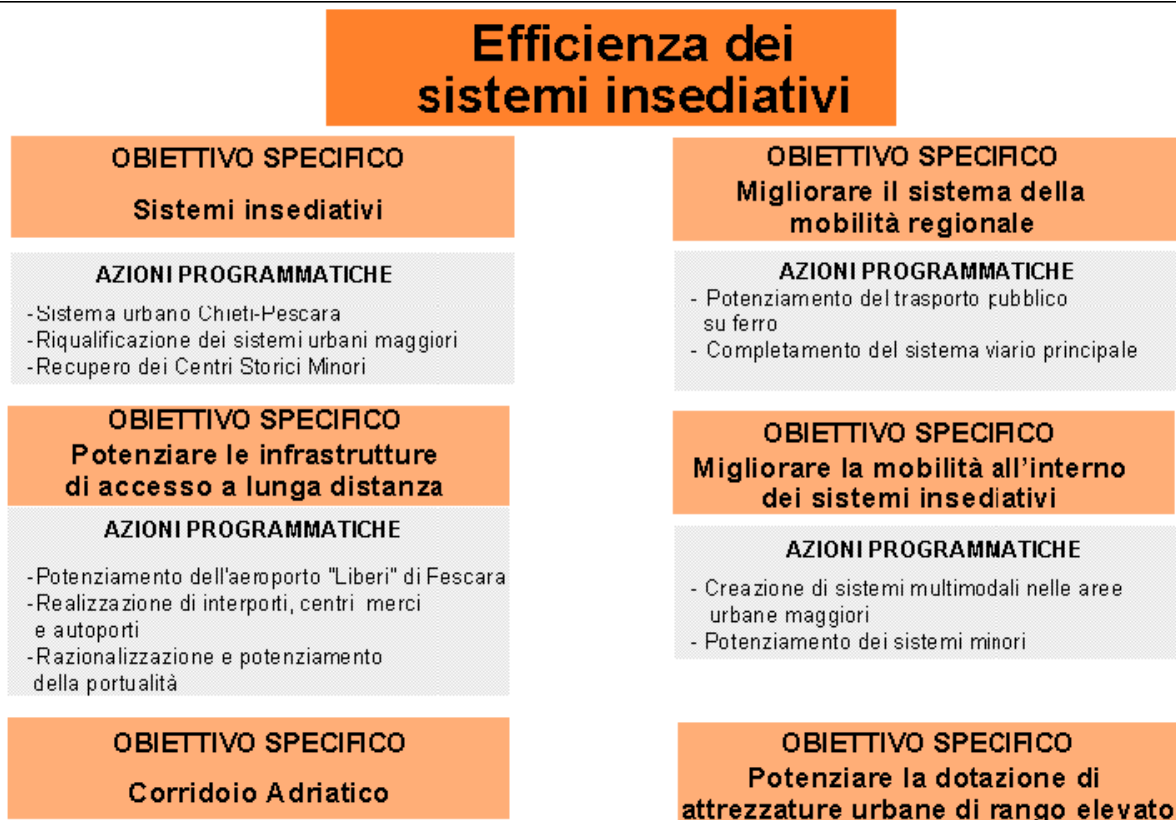 Efficienza dei
sistemi insediativi
OBIETTIVO SPECIFICO
Sistemi insediativi
AZIONI PROGRAMMATICHE
-Sistema urbano Chieti-Pescara
-Riqualificazione dei sistemi urbani maggiori
-Recupero dei Centri Storici Minori
OBIETTIVO SPECIFICO
Potenziare le infrastrutture
di accesso a lunga distanza
AZIONI PROGRAMMATICHE
-Potenziamento dell'aeroporto "Liberi" di Fescara
-Realizzazione di interporti, centri merci
e autoporti
-Razionalizzazione e potenziamento
della portualità
OBIETTIVO SPECIFICO
Corridoio Adriatico
OBIETTIVO SPECIFICO
Migliorare il sistema della
mobilità regionale
AZIONI PROGRAMMATICHE
- Potenziamento del trasporto pubblico
su ferro
- Completamento del sistema viario principale
OBIETTIVO SPECIFICO
Migliorare la mobilità all'interno
dei sistemi insediativi
AZIONI PROGRAMMATICHE
- Creazione di sistemi multimodali nelle aree
urbane maggiori
- Potenziamento dei sistemi minori
OBIETTIVO SPECIFICO
Potenziare la dotazione di
attrezzature urbane di rango elevato